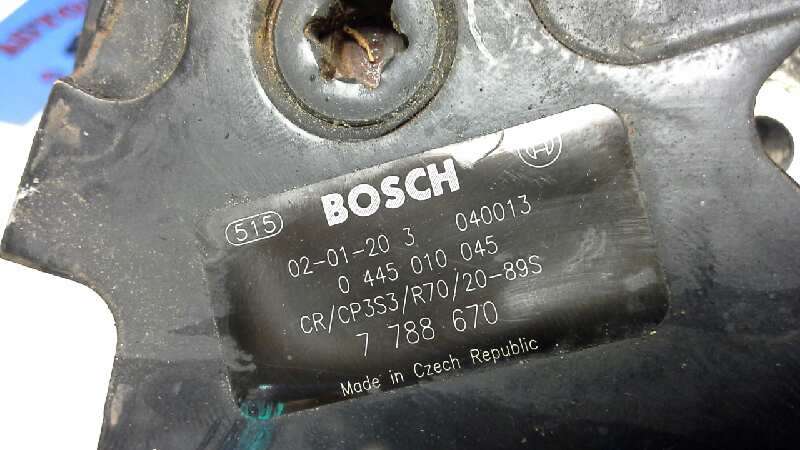 BOSCH
515
02-01-20 3 040013
0 445 010 045
CR/CP3S3/R70/20-89S
7 788 670
Made in Czech Republic